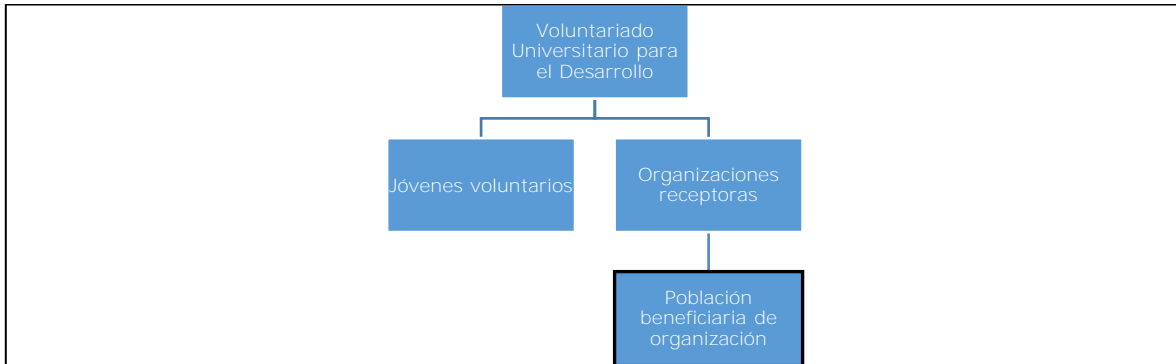 Voluntariado
Universitario para
el Desarrollo
Jóvenes voluntarios
Organizaciones
receptoras
Población
beneficiaria de
organización